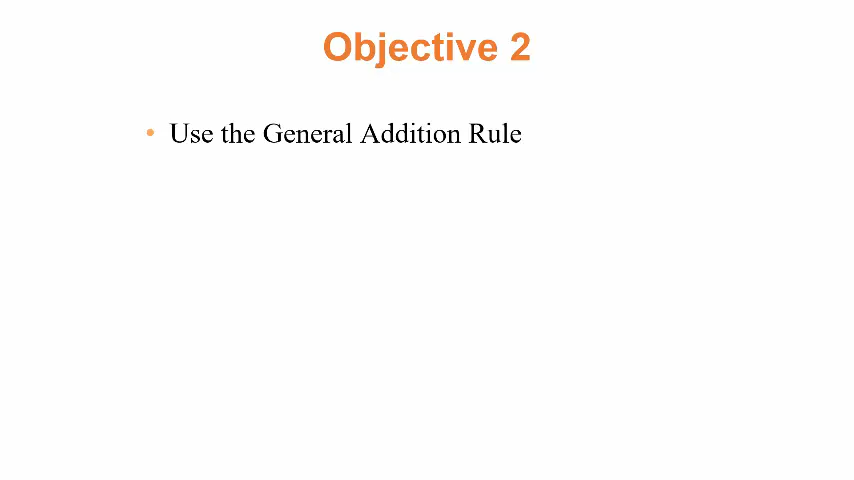 Objective 2
• Use the General Addition Rule